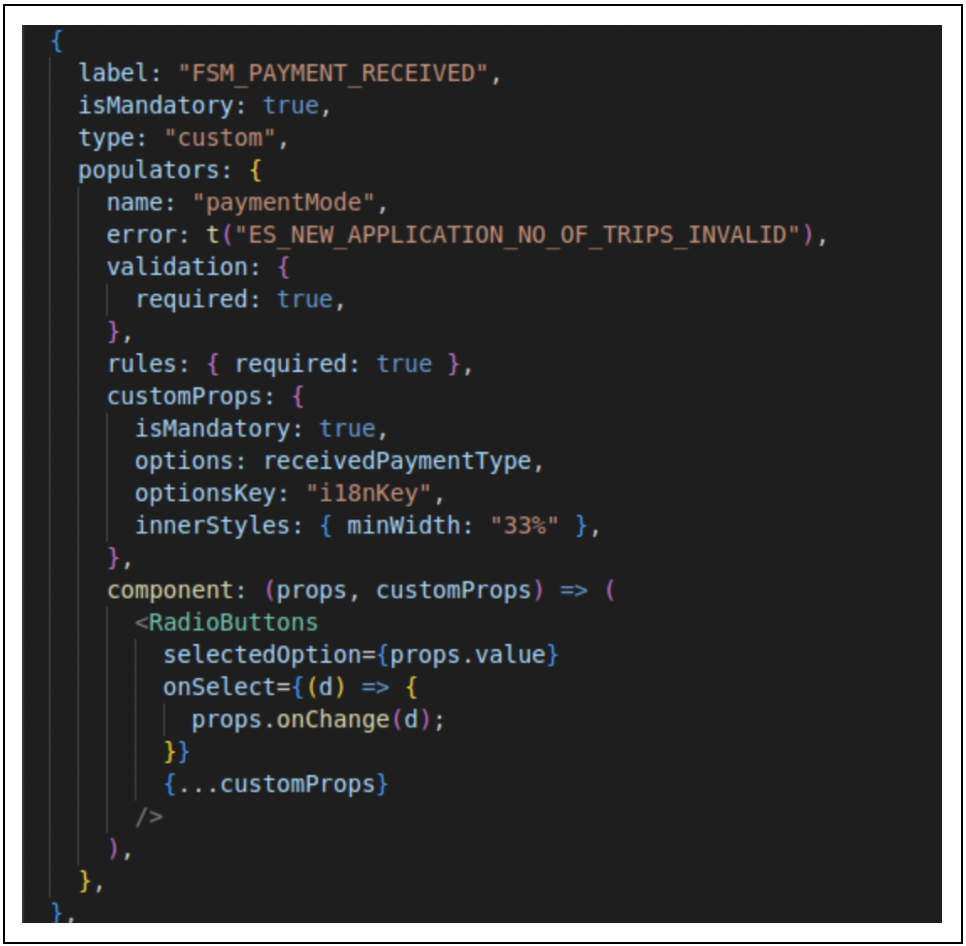 {
label: "FSM_PAYMENT_RECEIVED",
isMandatory: true,
type: "custom",
populators: {
name: "paymentMode",
error: t("ES_NEW_APPLICATION_NO_OF_TRIPS_INVALID"),
validation: {
required: true,
},
rules: { required: true },
customProps: {
isMandatory: true,
options: receivedPaymentType,
optionsKey: "i18nKey",
innerStyles: { minWidth: "33%" },
},
component: (props, customProps) => (
<RadioButtons
selectedOption={props.value}
onSelect={(d) => {
props.onChange(d);
}}
{...customProps}
/>
),
},
},